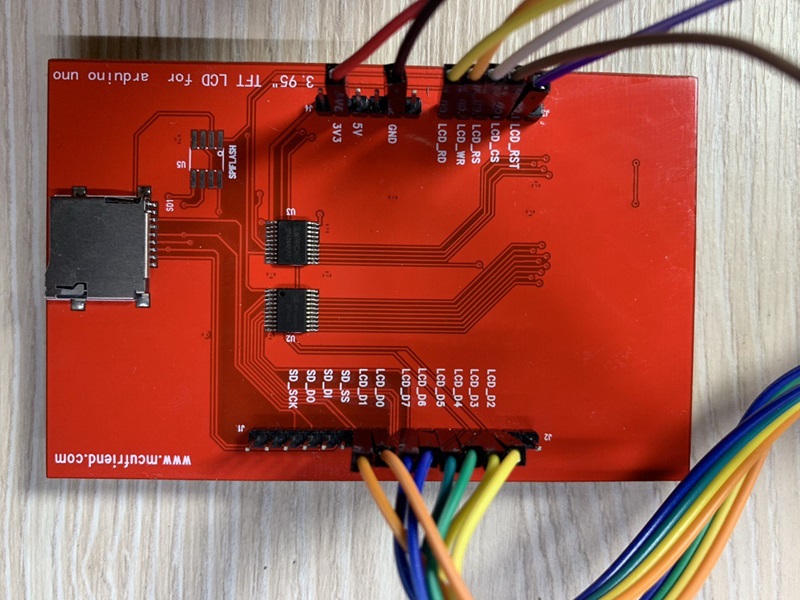 3.95" TFT LCD for arduino uno
3V3
5V
GND
LCD_RD
LCD_WR
LCD_RS
LCD_CS
LCD_RST
U5
SPIFLASH
SD1
U3
U2
SD_SCK
SD_DO
SD_DI
SD_SS
LCD_D1
LCD_D0
LCD_D7
LCD_D6
LCD_D5
LCD_D4
LCD_D3
LCD_D2
J1
J2
www.mcufriend.com